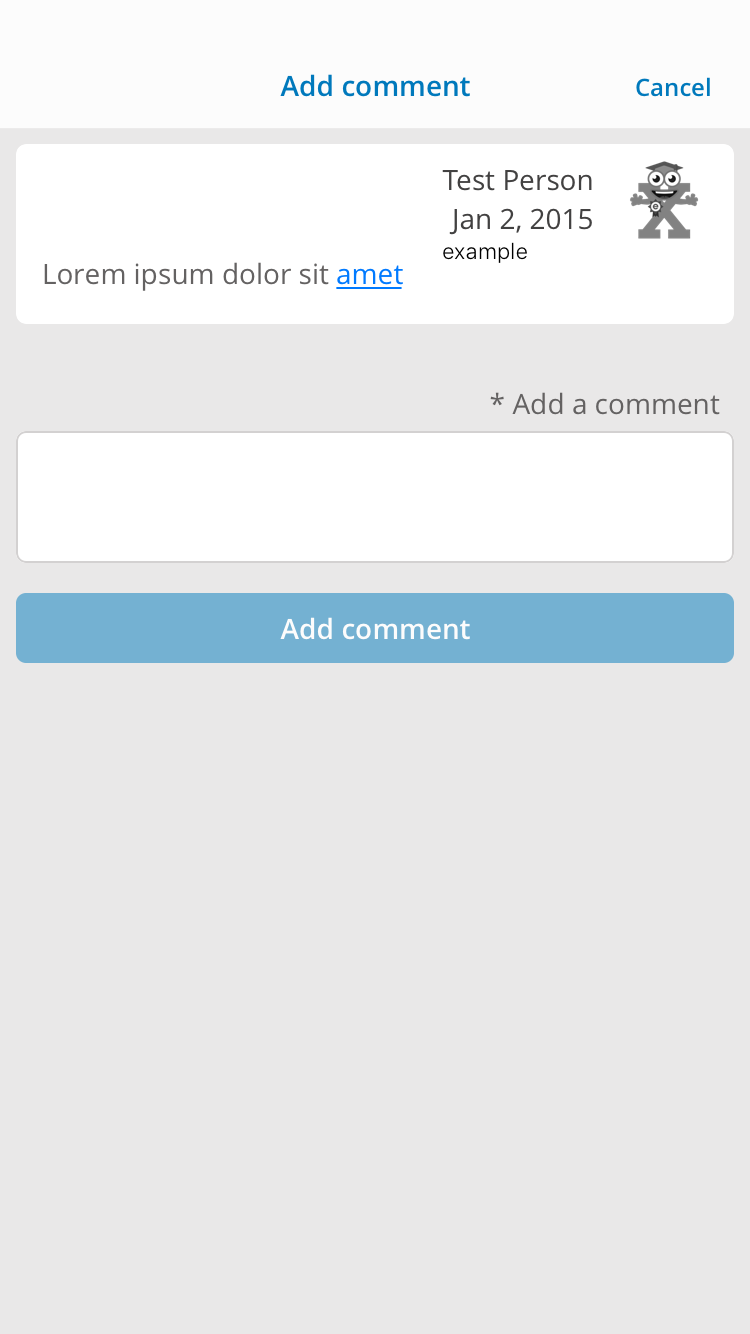 Add comment
Cancel
Test Person
Jan 2, 2015
example
Lorem ipsum dolor sit amet
* Add a comment
Add comment